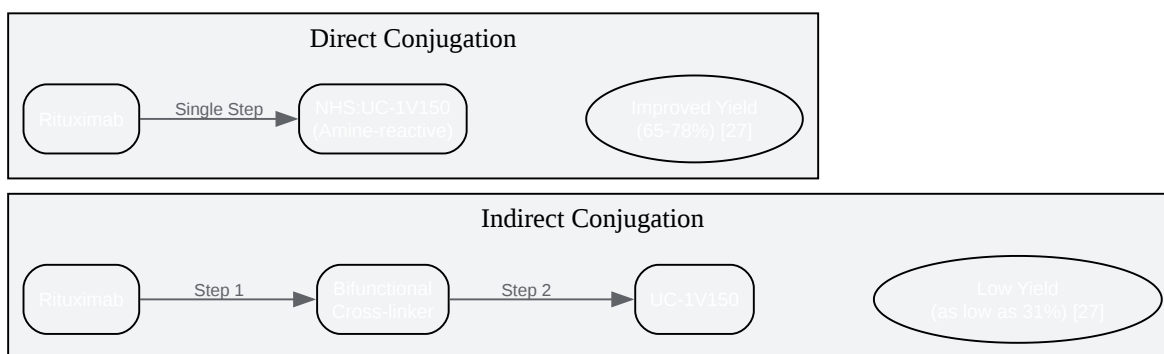 Direct Conjugation
Rituximab
Single Step
NHS:UC-1V150
(Amine-reactive)
Improved Yield
(65-78%) [27]
Indirect Conjugation
Rituximab
Step 1
Bifunctional
Cross-linker
Step 2
UC-1V150
Low Yield
(as low as 31%) [27]